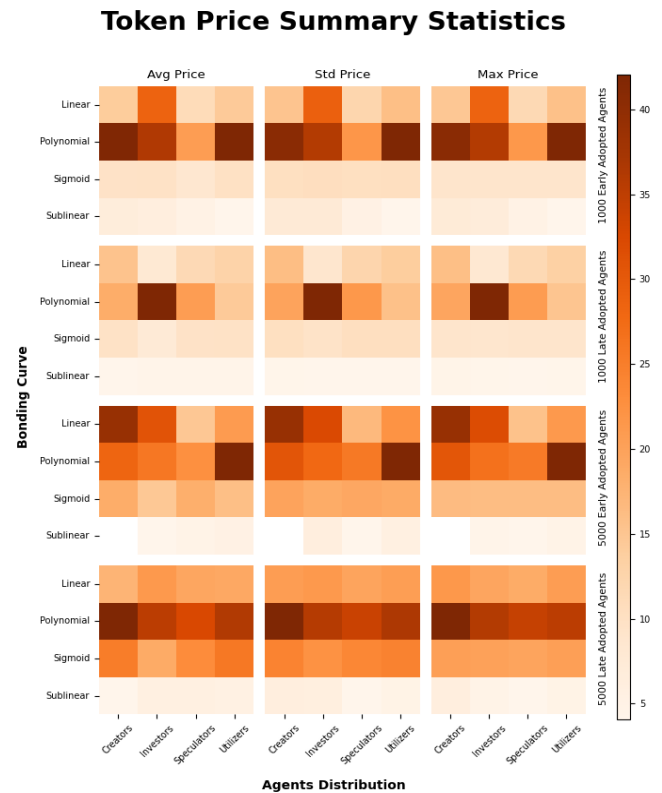 Token Price Summary Statistics
Avg Price
Std Price
Max Price
Bonding Curve
Linear
Polynomial
Sigmoid
Sublinear
1000 Early Adopted Agents
Linear
Polynomial
Sigmoid
Sublinear
1000 Late Adopted Agents
Linear
Polynomial
Sigmoid
Sublinear
5000 Early Adopted Agents
Linear
Polynomial
Sigmoid
Sublinear
5000 Late Adopted Agents
40
35
30
25
20
15
10
5
Creators
Investors
Speculators
Utilizers
Creators
Investors
Speculators
Utilizers
Creators
Investors
Speculators
Utilizers
Agents Distribution